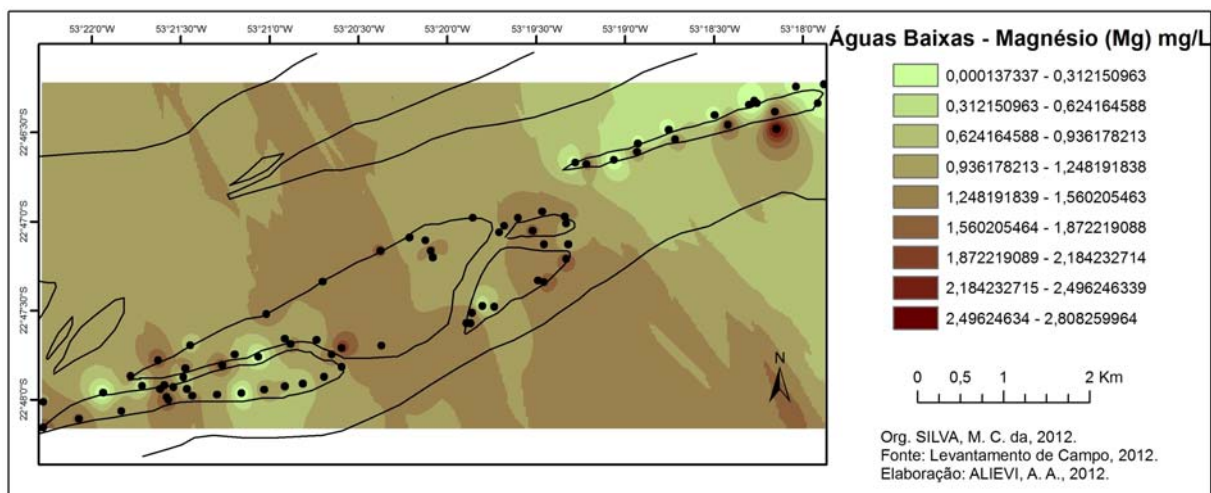 53°22'0"W 53°21'30"W 53°21'0"W 53°20'30"W 53°20'0"W 53°19'30"W 53°19'0"W 53°18'30"W 53°18'0"W
22°46'30"S
22°47'0"S
22°47'30"S
22°48'0"S
Águas Baixas - Magnésio (Mg) mg/L
0,000137337 - 0,312150963
0,312150963 - 0,624164588
0,624164588 - 0,936178213
0,936178213 - 1,248191838
1,248191839 - 1,560205463
1,560205464 - 1,872219088
1,872219089 - 2,184232714
2,184232715 - 2,496246339
2,49624634 - 2,808259964
N
0 0,5 1 2 Km
Org. SILVA, M. C. da, 2012.
Fonte: Levantamento de Campo, 2012.
Elaboração: ALIEVI, A. A., 2012.